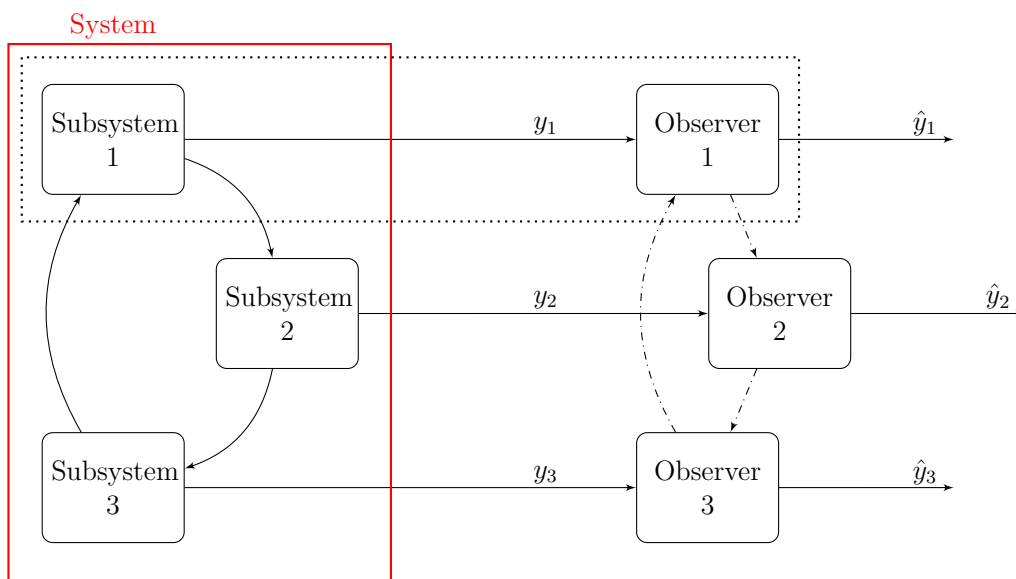 System
Subsystem
1
y₁
Observer
1
ŷ₁
Subsystem
2
y₂
Observer
2
ŷ₂
Subsystem
3
y₃
Observer
3
ŷ₃